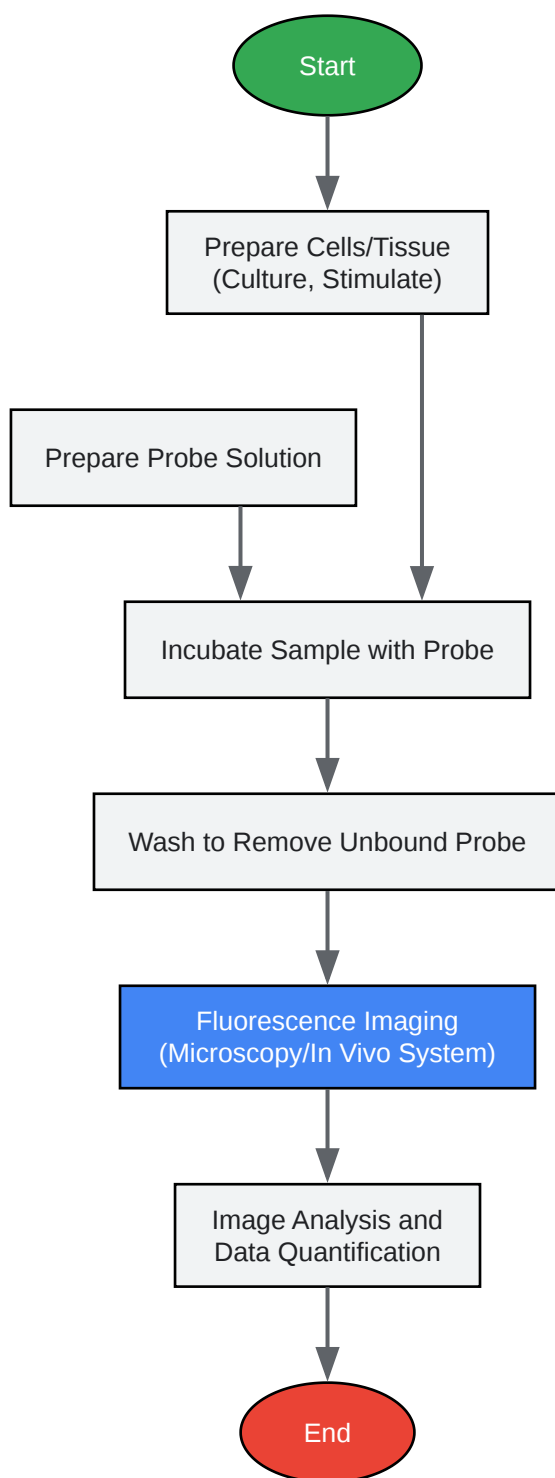 Start
Prepare Cells/Tissue
(Culture, Stimulate)
Prepare Probe Solution
Incubate Sample with Probe
Wash to Remove Unbound Probe
Fluorescence Imaging
(Microscopy/In Vivo System)
Image Analysis and
Data Quantification
End